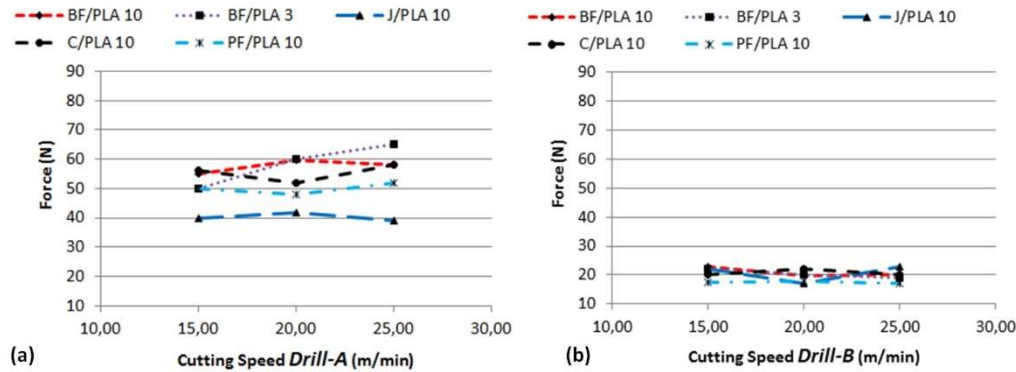 BF/PLA 10 BF/PLA 3 J/PLA 10
C/PLA 10 PF/PLA 10
90
80
70
60
50
40
30
20
10
Force (N)
10,00 15,00 20,00 25,00 30,00
(a) Cutting Speed Drill-A (m/min)
BF/PLA 10 BF/PLA 3 J/PLA 10
C/PLA 10 PF/PLA 10
90
80
70
60
50
40
30
20
10
Force (N)
10,00 15,00 20,00 25,00 30,00
(b) Cutting Speed Drill-B (m/min)